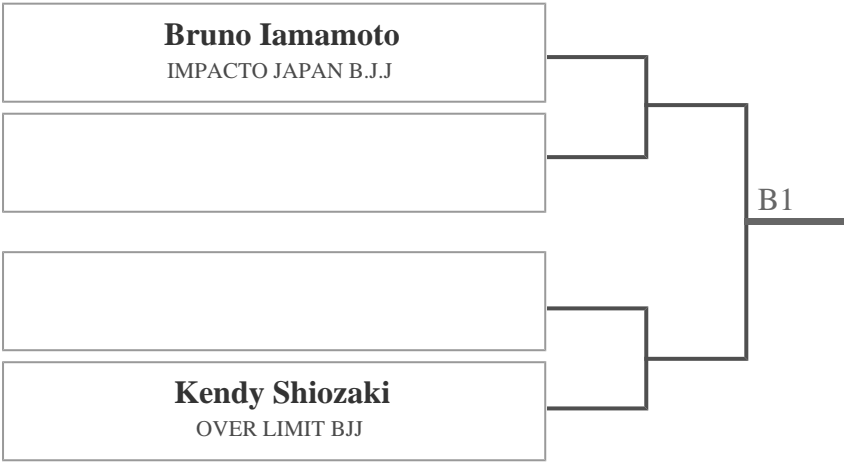 Bruno Iamamoto
IMPACTO JAPAN B.J.J
B1
Kendy Shiozaki
OVER LIMIT BJJ